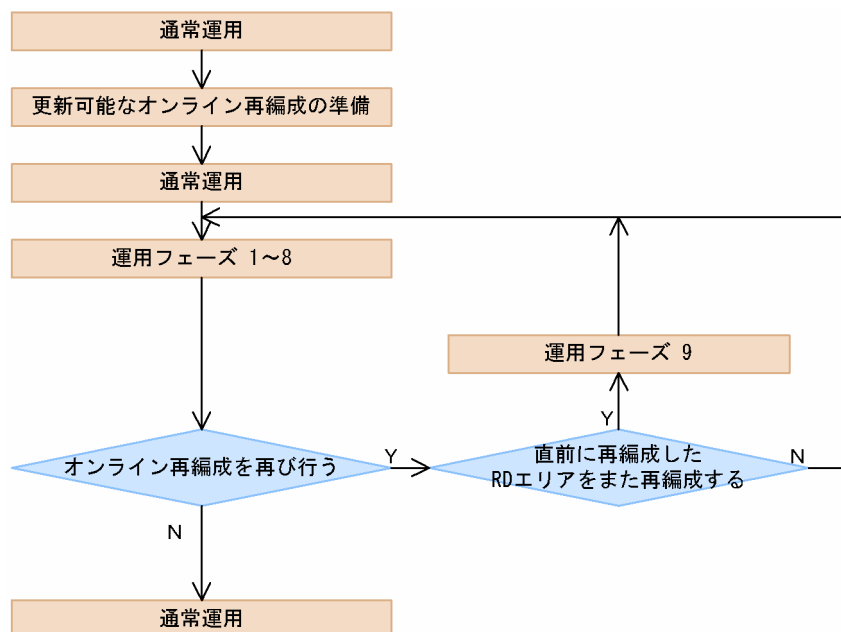 通常運用
更新可能なオンライン再編成の準備
通常運用
運用フェーズ 1～8
運用フェーズ 9
オンライン再編成を再び行う
Y
Y
直前に再編成した
RDエリアをまた再編成する
N
N
通常運用